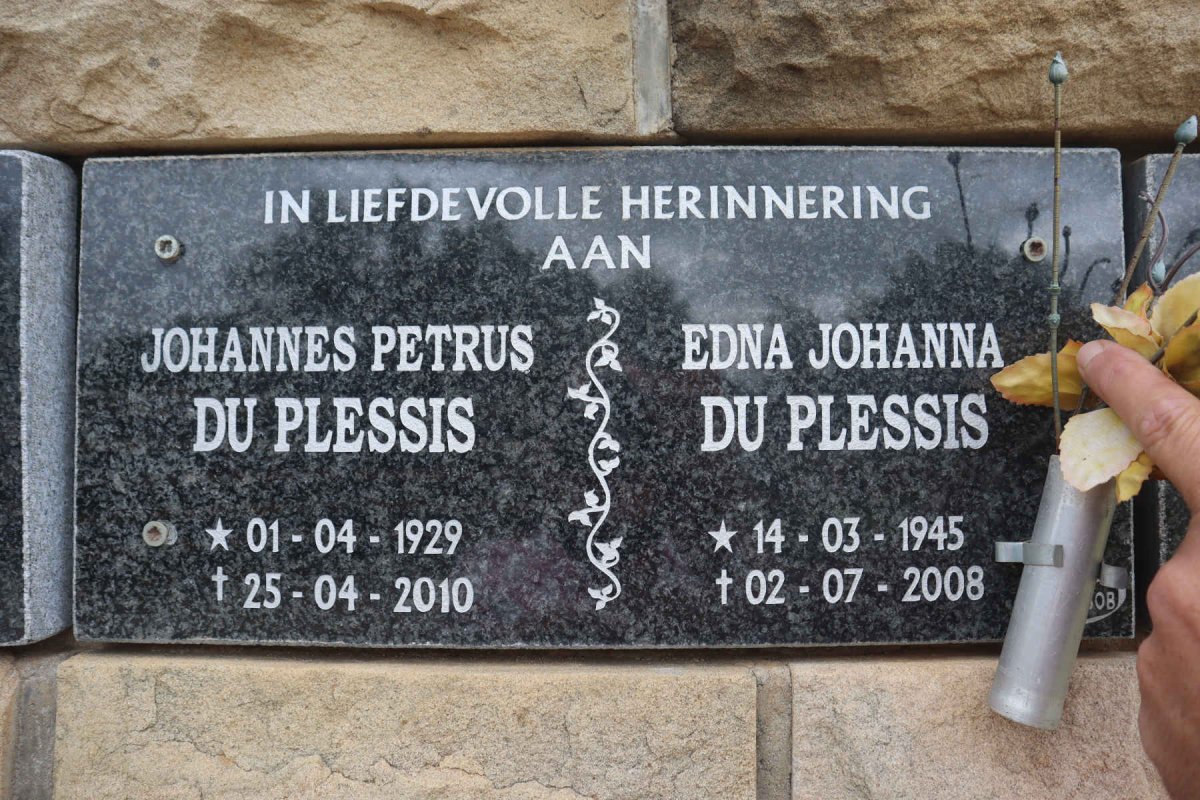 IN LIEFDEVOLLE HERINNERING
AAN
JOHANNES PETRUS
DU PLESSIS
★ 01 - 04 - 1929
✝ 25 - 04 - 2010
EDNA JOHANNA
DU PLESSIS
★ 14 - 03 - 1945
✝ 02 - 07 - 2008